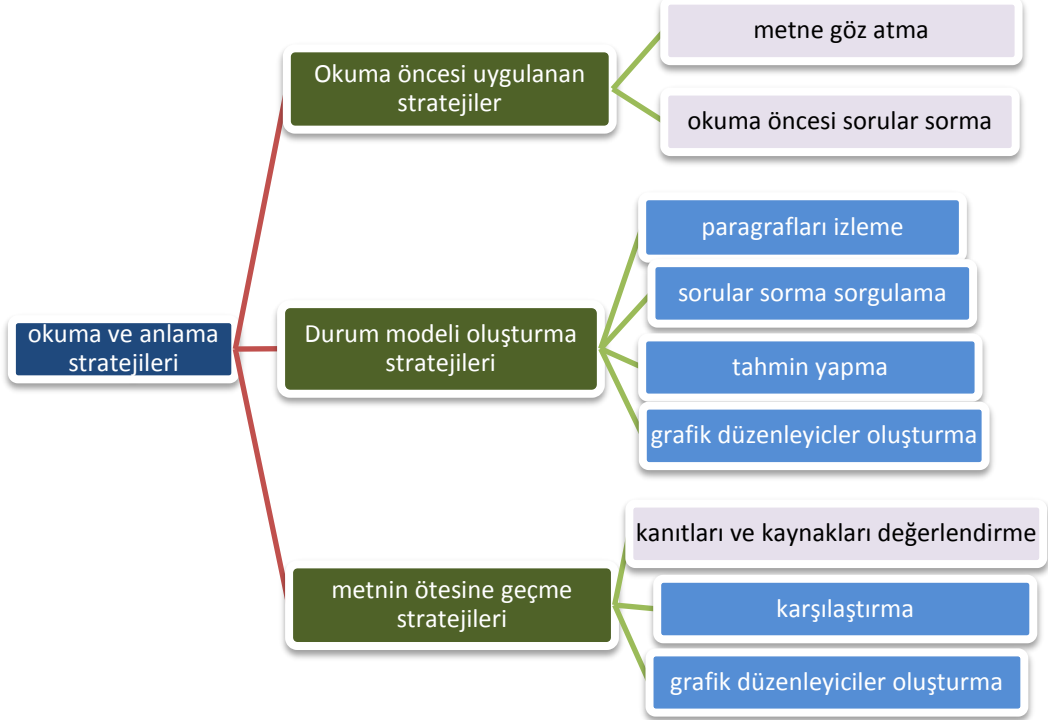 metne göz atma
Okuma öncesi uygulanan
stratejiler
okuma öncesi sorular sorma
paragrafları izleme
sorular sorma sorgulama
okuma ve anlama
stratejileri
Durum modeli oluşturma
stratejileri
tahmin yapma
grafik düzenleyicler oluşturma
kanıtları ve kaynakları değerlendirme
metnin ötesine geçme
stratejileri
karşılaştırma
grafik düzenleyiciler oluşturma